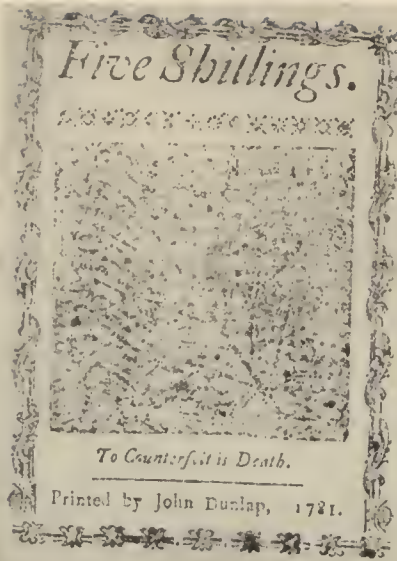 Five Shillings.
To Counterfeit is Death.
Printed by John Dunlap, 1781.